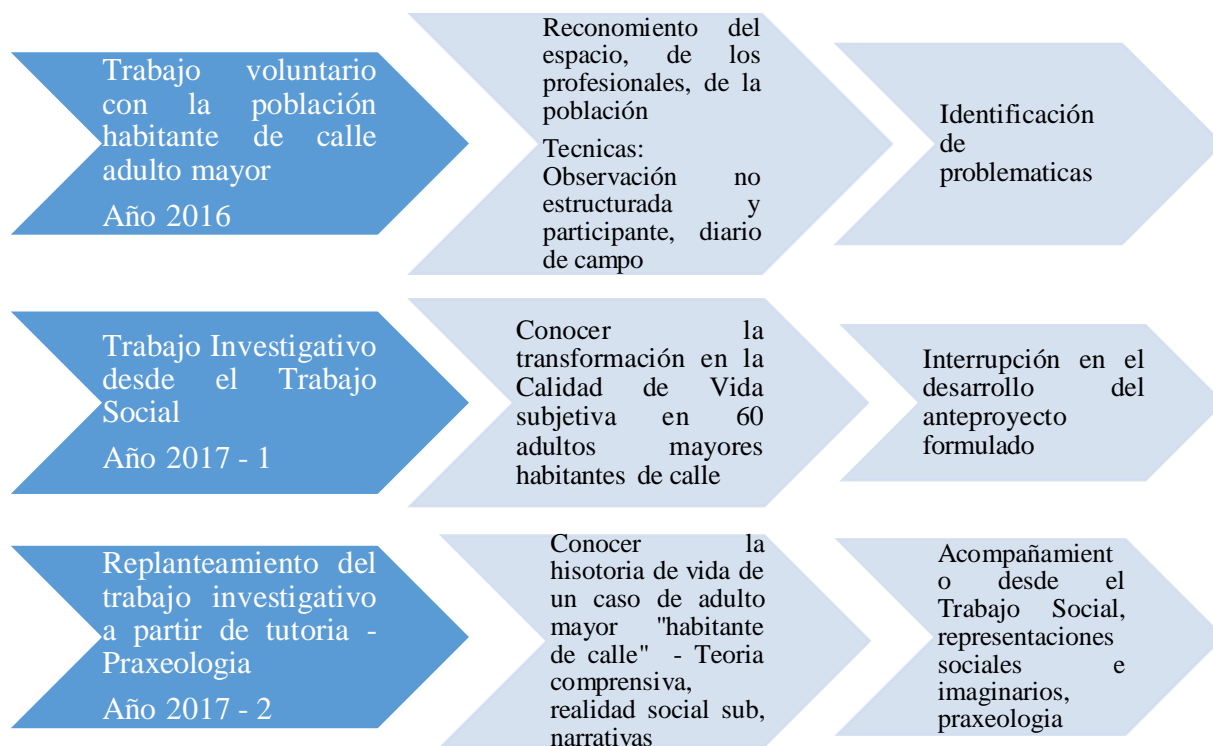 Trabajo voluntario
con la población
habitante de calle
adulto mayor
Año 2016
Reconomiento del
espacio, de los
profesionales, de la
población
Tecnicas:
Observación no
estructurada y
participante, diario
de campo
Identificación
de
problematicas
Trabajo Investigativo
desde el Trabajo
Social
Año 2017 - 1
Conocer la
transformación en la
Calidad de Vida
subjetiva en 60
adultos mayores
habitantes de calle
Interrupción en el
desarrollo del
anteproyecto
formulado
Replanteamiento del
trabajo investigativo
a partir de tutoria -
Praxeologia
Año 2017 - 2
Conocer la
hisotoria de vida de
un caso de adulto
mayor "habitante
de calle" - Teoria
comprensiva,
realidad social sub,
narrativas
Acompañamient
o desde el
Trabajo Social,
representaciones
sociales e
imaginarios,
praxeologia